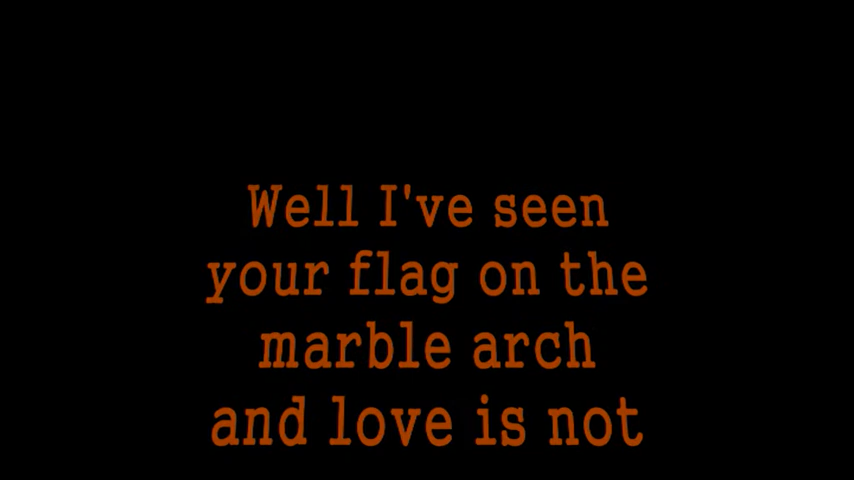 Well I've seen
your flag on the
marble arch
and love is not